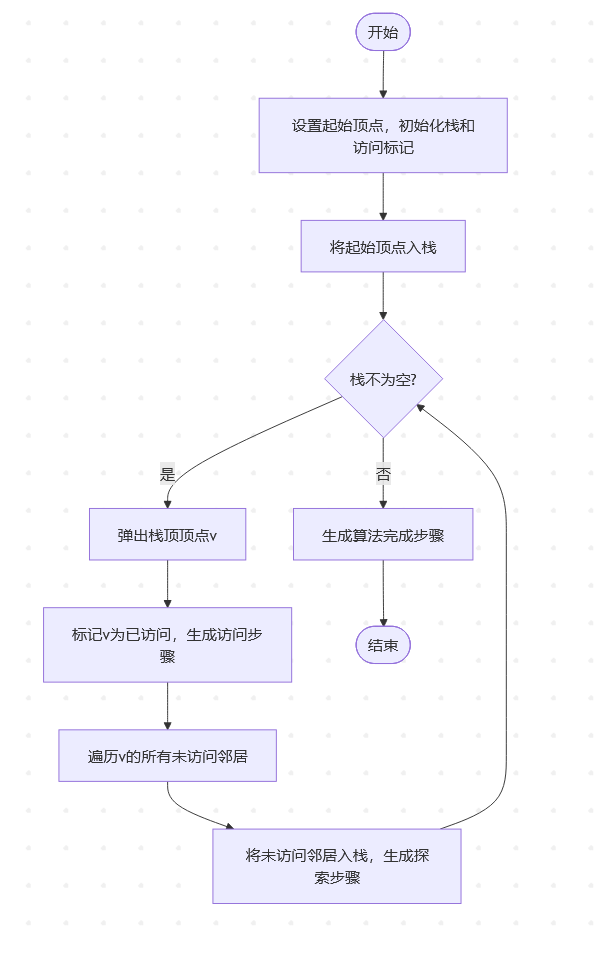 开始
设置起始顶点，初始化栈和
访问标记
将起始顶点入栈
栈不为空?
是
否
弹出栈顶顶点v
生成算法完成步骤
标记v为已访问，生成访问步
骤
结束
遍历v的所有未访问邻居
将未访问邻居入栈，生成探
索步骤